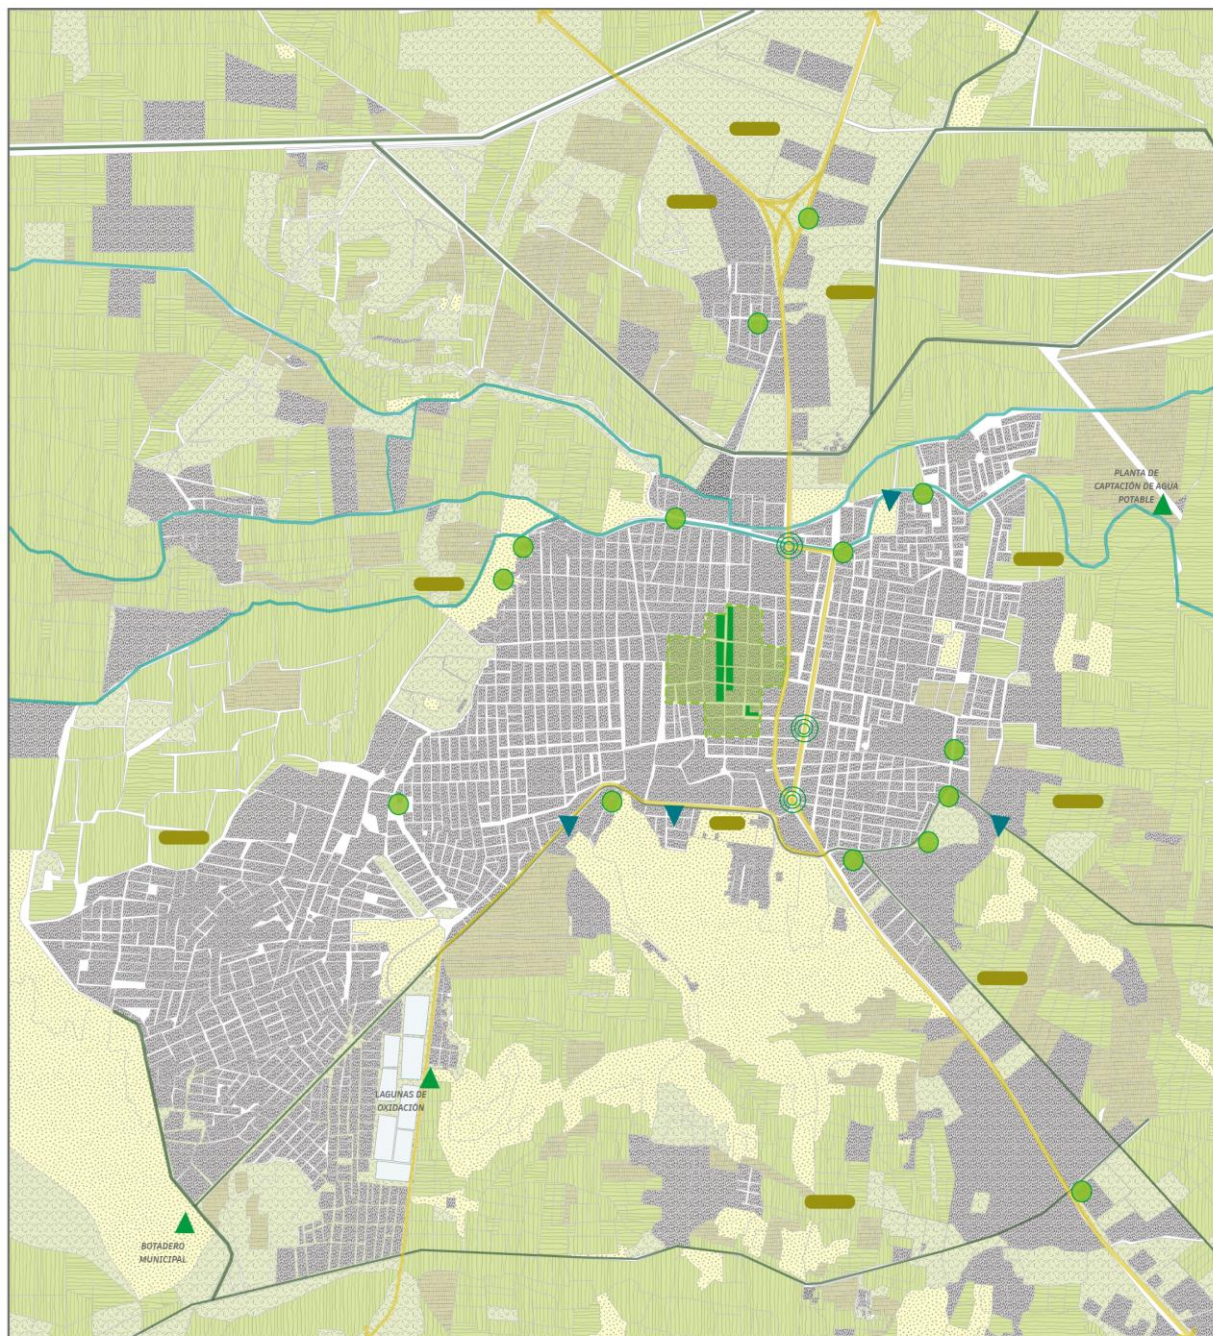 PLANTA DE
CAPTACIÓN DE AGUA
POTABLE
LAGUNAS DE
OXIDACIÓN
BOTADERO
MUNICIPAL